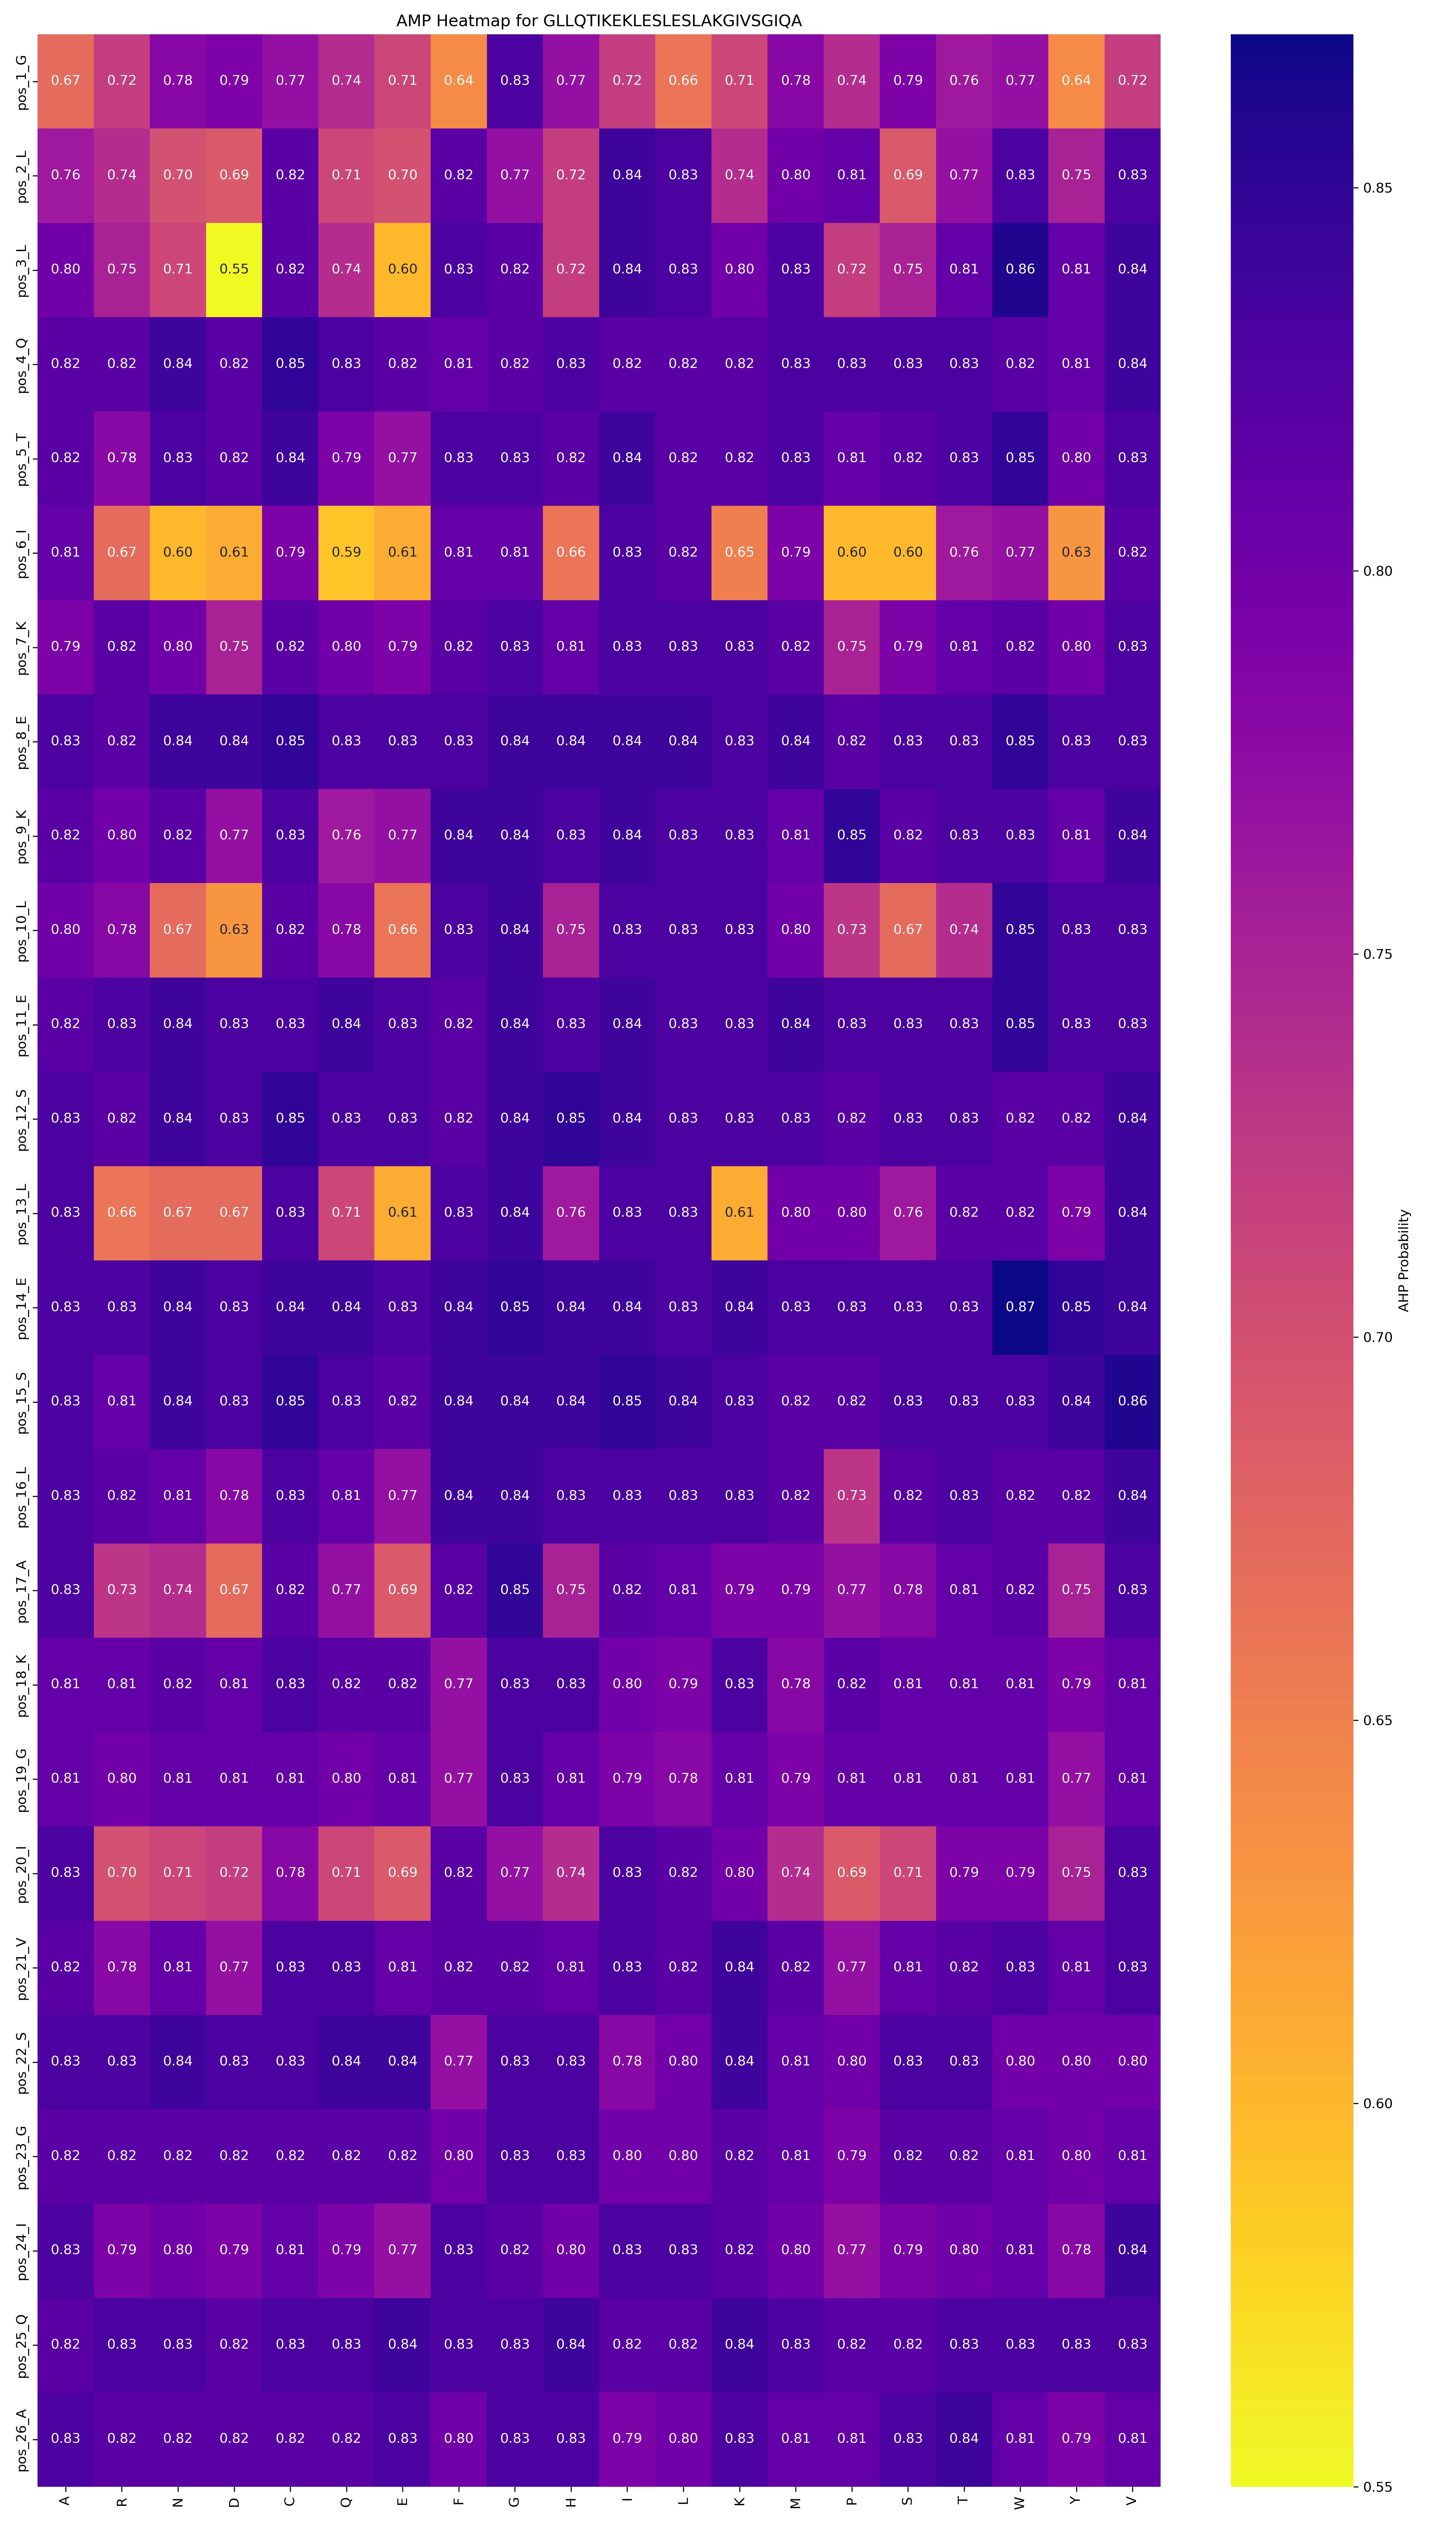 AMP Heatmap for GLLQTIKEKLESLESLAKGIVSGIQA
pos_1_G 0.67 0.72 0.78 0.79 0.77 0.74 0.71 0.64 0.83 0.77 0.72 0.66 0.71 0.78 0.74 0.79 0.76 0.77 0.64 0.72
pos_2_L 0.76 0.74 0.70 0.69 0.82 0.71 0.70 0.82 0.77 0.72 0.84 0.83 0.74 0.80 0.81 0.69 0.77 0.83 0.75 0.83
pos_3_L 0.80 0.75 0.71 0.55 0.82 0.74 0.60 0.83 0.82 0.72 0.84 0.83 0.80 0.83 0.72 0.75 0.81 0.86 0.81 0.84
pos_4_Q 0.82 0.82 0.84 0.82 0.85 0.83 0.82 0.81 0.82 0.83 0.82 0.82 0.82 0.83 0.83 0.83 0.83 0.82 0.81 0.84
pos_5_T 0.82 0.78 0.83 0.82 0.84 0.79 0.77 0.83 0.83 0.82 0.84 0.82 0.82 0.83 0.81 0.82 0.83 0.85 0.80 0.83
pos_6_I 0.81 0.67 0.60 0.61 0.79 0.59 0.61 0.81 0.81 0.66 0.83 0.82 0.65 0.79 0.60 0.60 0.76 0.77 0.63 0.82
pos_7_K 0.79 0.82 0.80 0.75 0.82 0.80 0.79 0.82 0.83 0.81 0.83 0.83 0.83 0.82 0.75 0.79 0.81 0.82 0.80 0.83
pos_8_E 0.83 0.82 0.84 0.84 0.85 0.83 0.83 0.83 0.84 0.84 0.84 0.84 0.83 0.84 0.82 0.83 0.83 0.85 0.83 0.83
pos_9_K 0.82 0.80 0.82 0.77 0.83 0.76 0.77 0.84 0.84 0.83 0.84 0.83 0.83 0.81 0.85 0.82 0.83 0.83 0.81 0.84
pos_10_L 0.80 0.78 0.67 0.63 0.82 0.78 0.66 0.83 0.84 0.75 0.83 0.83 0.83 0.80 0.73 0.67 0.74 0.85 0.83 0.83
pos_11_E 0.82 0.83 0.84 0.83 0.83 0.84 0.83 0.82 0.84 0.83 0.84 0.83 0.83 0.84 0.83 0.83 0.83 0.85 0.83 0.83
pos_12_S 0.83 0.82 0.84 0.83 0.85 0.83 0.83 0.82 0.84 0.85 0.84 0.83 0.83 0.83 0.82 0.83 0.83 0.82 0.82 0.84
pos_13_L 0.83 0.66 0.67 0.67 0.83 0.71 0.61 0.83 0.84 0.76 0.83 0.83 0.61 0.80 0.80 0.76 0.82 0.82 0.79 0.84
pos_14_E 0.83 0.83 0.84 0.83 0.84 0.84 0.83 0.84 0.85 0.84 0.84 0.83 0.84 0.83 0.83 0.83 0.83 0.87 0.85 0.84
pos_15_S 0.83 0.81 0.84 0.83 0.85 0.83 0.82 0.84 0.84 0.84 0.85 0.84 0.83 0.82 0.82 0.83 0.83 0.83 0.84 0.86
pos_16_L 0.83 0.82 0.81 0.78 0.83 0.81 0.77 0.84 0.84 0.83 0.83 0.83 0.83 0.82 0.73 0.82 0.83 0.82 0.82 0.84
pos_17_A 0.83 0.73 0.74 0.67 0.82 0.77 0.69 0.82 0.85 0.75 0.82 0.81 0.79 0.79 0.77 0.78 0.81 0.82 0.75 0.83
pos_18_K 0.81 0.81 0.82 0.81 0.83 0.82 0.82 0.77 0.83 0.83 0.80 0.79 0.83 0.78 0.82 0.81 0.81 0.81 0.79 0.81
pos_19_G 0.81 0.80 0.81 0.81 0.81 0.80 0.81 0.77 0.83 0.81 0.79 0.78 0.81 0.79 0.81 0.81 0.81 0.81 0.77 0.81
pos_20_I 0.83 0.70 0.71 0.72 0.78 0.71 0.69 0.82 0.77 0.74 0.83 0.82 0.80 0.74 0.69 0.71 0.79 0.79 0.75 0.83
pos_21_V 0.82 0.78 0.81 0.77 0.83 0.83 0.81 0.82 0.82 0.81 0.83 0.82 0.84 0.82 0.77 0.81 0.82 0.83 0.81 0.83
pos_22_S 0.83 0.83 0.84 0.83 0.83 0.84 0.84 0.77 0.83 0.83 0.78 0.80 0.84 0.81 0.80 0.83 0.83 0.80 0.80 0.80
pos_23_G 0.82 0.82 0.82 0.82 0.82 0.82 0.82 0.80 0.83 0.83 0.80 0.80 0.82 0.81 0.79 0.82 0.82 0.81 0.80 0.81
pos_24_I 0.83 0.79 0.80 0.79 0.81 0.79 0.77 0.83 0.82 0.80 0.83 0.83 0.82 0.80 0.77 0.79 0.80 0.81 0.78 0.84
pos_25_Q 0.82 0.83 0.83 0.82 0.83 0.83 0.84 0.83 0.83 0.84 0.82 0.82 0.84 0.83 0.82 0.82 0.83 0.83 0.83 0.83
pos_26_A 0.83 0.82 0.82 0.82 0.82 0.82 0.83 0.80 0.83 0.83 0.79 0.80 0.83 0.81 0.81 0.83 0.84 0.81 0.79 0.81
A R N D C Q E F G H I L K M P S T W Y V
0.85
0.80
0.75
0.70
0.65
0.60
0.55
AHP Probability